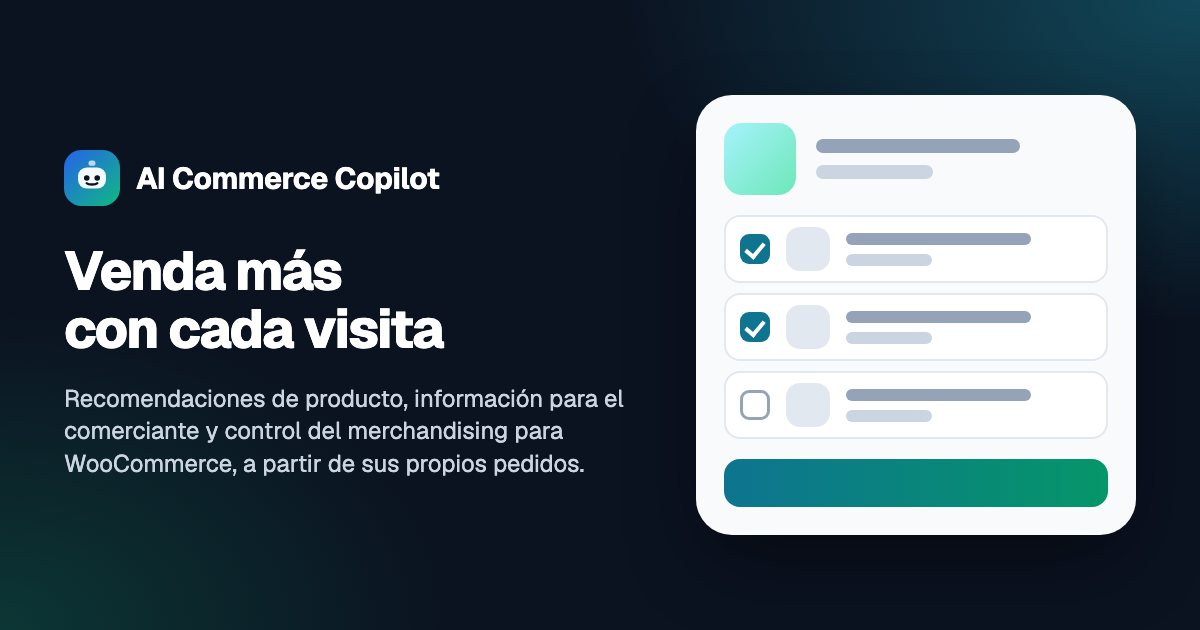 AI Commerce Copilot
Venda más
con cada visita
Recomendaciones de producto, información para el
comerciante y control del merchandising para
WooCommerce, a partir de sus propios pedidos.